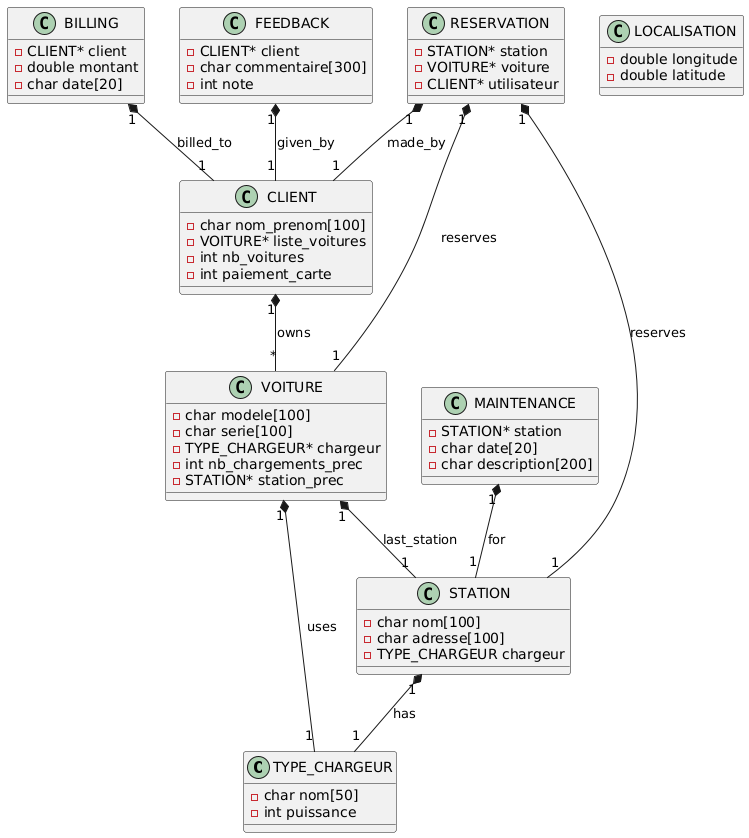 C BILLING
CLIENT* client
double montant
char date[20]
C FEEDBACK
CLIENT* client
char commentaire[300]
int note
C RESERVATION
STATION* station
VOITURE* voiture
CLIENT* utilisateur
C LOCALISATION
double longitude
double latitude
1
1
1
1
1
billed_to
given_by
made_by
1
1
1
C CLIENT
char nom_prenom[100]
VOITURE* liste_voitures
int nb_voitures
int paiement_carte
reserves
1
owns
reserves
*
1
C VOITURE
char modele[100]
char serie[100]
TYPE_CHARGEUR* chargeur
int nb_chargements_prec
STATION* station_prec
C MAINTENANCE
STATION* station
char date[20]
char description[200]
1
1
1
last_station
for
1
1
1
C STATION
char nom[100]
char adresse[100]
TYPE_CHARGEUR chargeur
uses
1
has
1
1
C TYPE_CHARGEUR
char nom[50]
int puissance